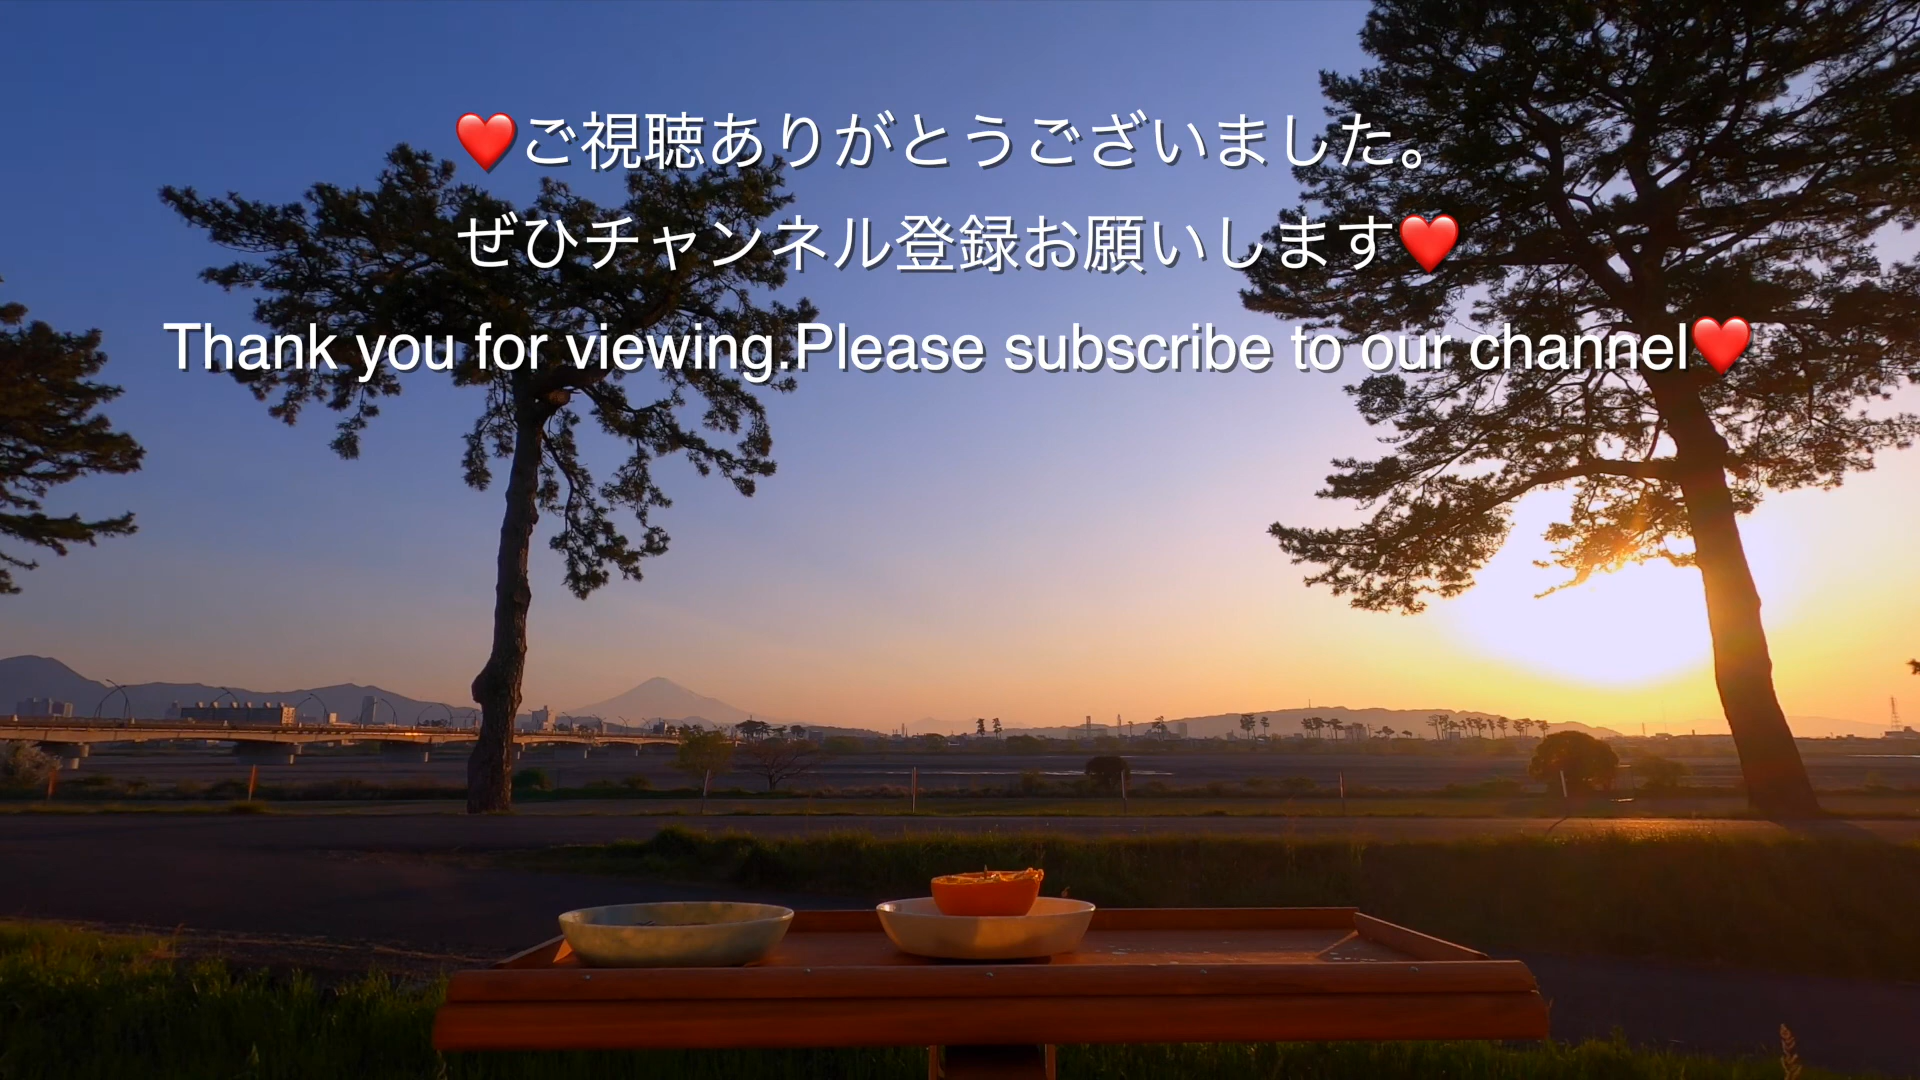 ❤️ご視聴ありがとうございました。
ぜひチャンネル登録お願いします❤️
Thank you for viewing.Please subscribe to our channel❤️